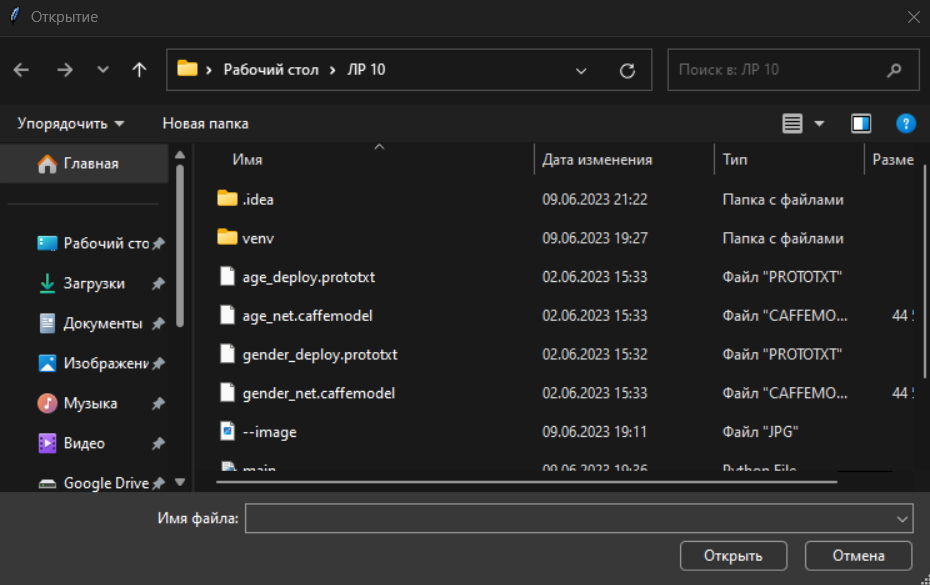 Открытие
Рабочий стол › ЛР 10
Поиск в: ЛР 10
Упорядочить
Новая папка
?
Имя
Дата изменения
Тип
Разме
Главная
.idea
09.06.2023 21:22
Папка с файлами
venv
09.06.2023 19:27
Папка с файлами
Рабочий сто
age_deploy.prototxt
02.06.2023 15:33
Файл "PROTOTXT"
Загрузки
age_net.caffemodel
02.06.2023 15:33
Файл "CAFFEMO...
44
Документы
gender_deploy.prototxt
02.06.2023 15:32
Файл "PROTOTXT"
Изображени
gender_net.caffemodel
02.06.2023 15:33
Файл "CAFFEMO...
44
Музыка
--image
09.06.2023 19:11
Файл "JPG"
Видео
main
09.06.2023 19:36
Python File
Google Drive
Имя файла:
Открыть
Отмена